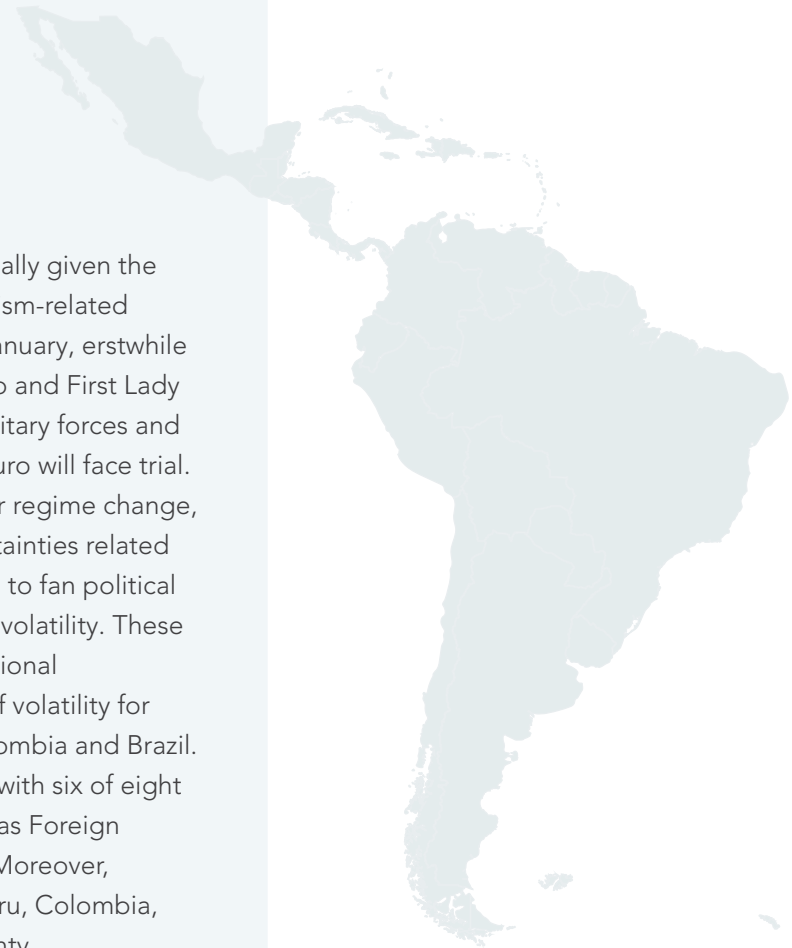 ally given the
sm-related
anuary, erstwhile
o and First Lady
itary forces and
uro will face trial.
r regime change,
tainties related
to fan political
volatility. These
ional
f volatility for
ombia and Brazil.
with six of eight
as Foreign
Moreover,
ru, Colombia,
nty